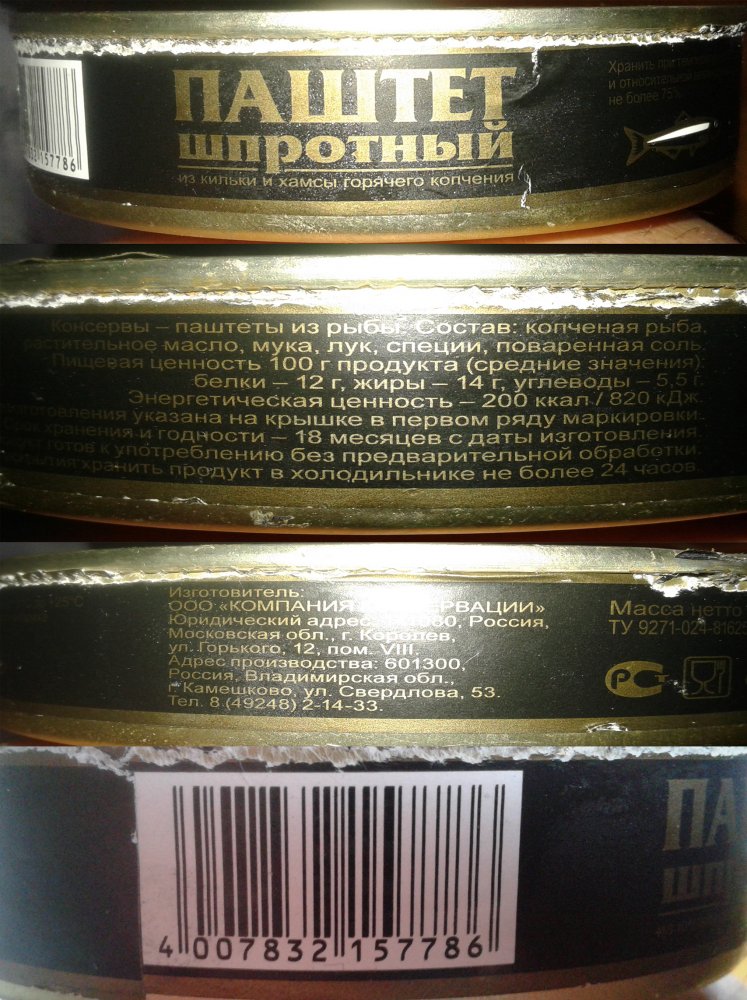 157786
ПАШТЕТ
шпротный
из кильки и хамсы горячего копчения
Хранить при
и относительной
не более 75%
Консервы – паштеты из рыбы. Состав: копченая рыба.
растительное масло, мука, лук, специи, поваренная соль.
Пищевая ценность 100 г продукта (средние значения):
белки – 12 г, жиры – 14 г, углеводы – 5,5 г.
Энергетическая ценность – 200 ккал / 820 кДж.
указана на крышке в первом ряду маркировки.
хранения и годности – 18 месяцев с даты изготовления.
готов к употреблению без предварительной обработки.
хранить продукт в холодильнике не более 24 часов.
Изготовитель:
ООО «КОМПАНИЯ
Юридический адрес: Россия,
Московская обл., г. Королев,
ул. Горького, 12, пом. VIII.
Адрес производства: 601300,
Россия, Владимирская обл.,
г. Камешково, ул. Свердлова, 53.
Тел. 8 (49248) 2-14-33.
Масса нетто
ТУ 9271-024-8162
РСТ
4 007832 157786
ПА